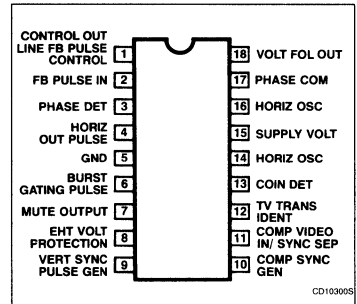 CONTROL OUT
LINE FB PULSE
CONTROL
1
FB PULSE IN
2
PHASE DET
3
HORIZ
OUT PULSE
4
GND
5
BURST
GATING PULSE
6
MUTE OUTPUT
7
EHT VOLT
PROTECTION
8
VERT SYNC
PULSE GEN
9
18 VOLT FOL OUT
17 PHASE COM
16 HORIZ OSC
15 SUPPLY VOLT
14 HORIZ OSC
13 COIN DET
12 TV TRANS
IDENT
11 COMP VIDEO
IN/ SYNC SEP
10 COMP SYNC
GEN
CD10300S